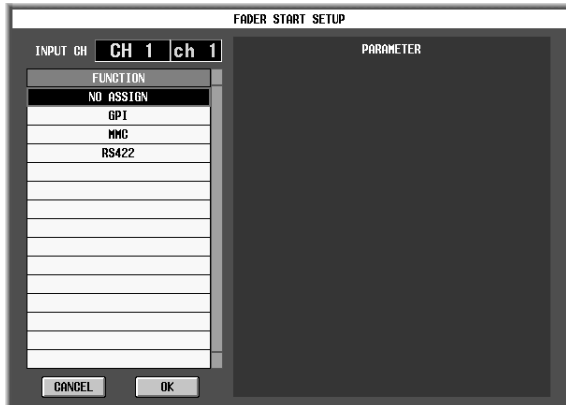 FADER START SETUP
INPUT CH CH 1 ch 1
PARAMETER
FUNCTION
NO ASSIGN
GPI
MMC
RS422
CANCEL OK